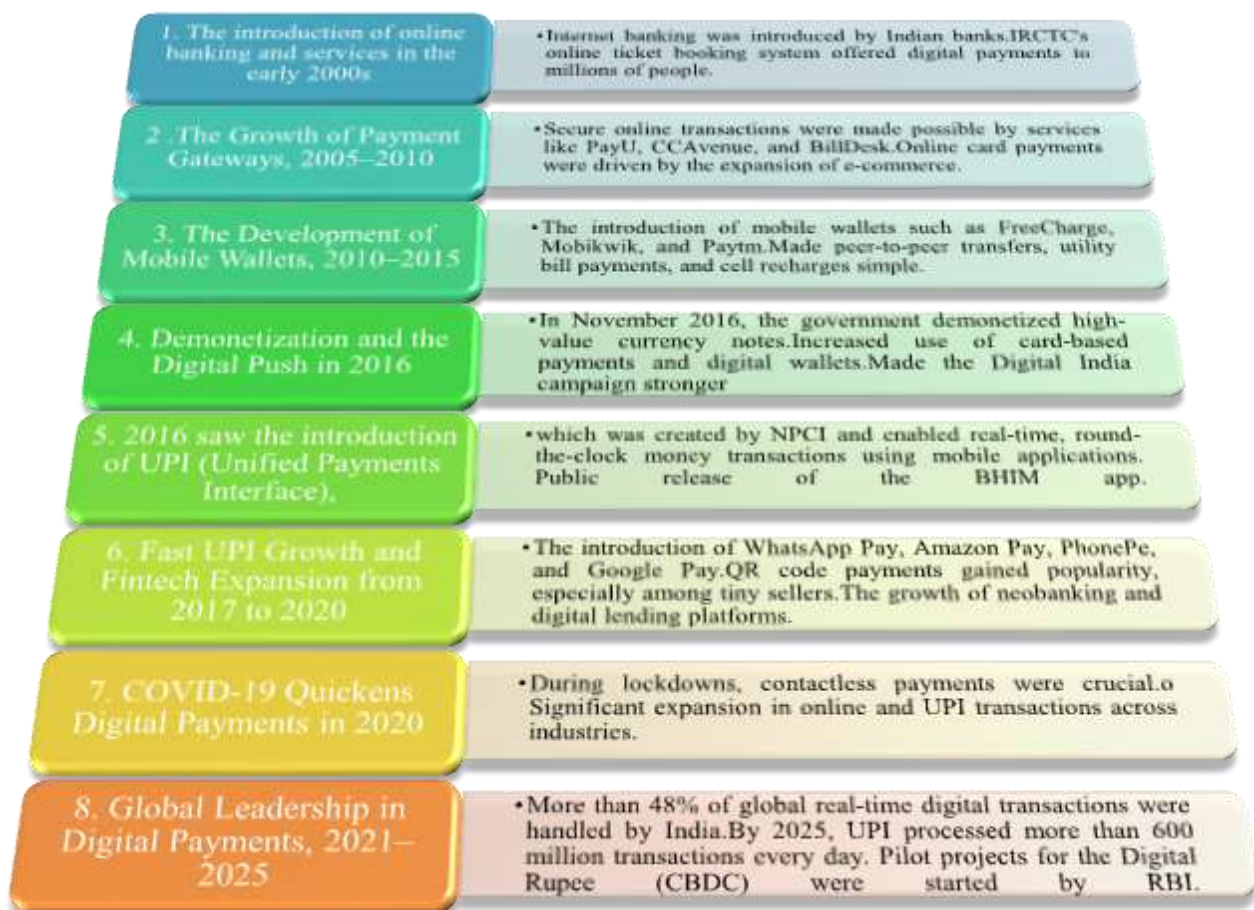 1. The introduction of online
banking and services in the
early 2000s
•Internet banking was introduced by Indian banks.IRCTC's
online ticket booking system offered digital payments to
millions of people.
2 .The Growth of Payment
Gateways, 2005–2010
•Secure online transactions were made possible by services
like PayU, CCAvenue, and BillDesk.Online card payments
were driven by the expansion of e-commerce.
3. The Development of
Mobile Wallets, 2010–2015
•The introduction of mobile wallets such as FreeCharge,
Mobikwik, and Paytm.Made peer-to-peer transfers, utility
bill payments, and cell recharges simple.
4. Demonetization and the
Digital Push in 2016
•In November 2016, the government demonetized high-
value currency notes.Increased use of card-based
payments and digital wallets.Made the Digital India
campaign stronger
5. 2016 saw the introduction
of UPI (Unified Payments
Interface),
•which was created by NPCI and enabled real-time, round-
the-clock money transactions using mobile applications.
Public release of the BHIM app.
6. Fast UPI Growth and
Fintech Expansion from
2017 to 2020
•The introduction of WhatsApp Pay, Amazon Pay, PhonePe,
and Google Pay.QR code payments gained popularity,
especially among tiny sellers.The growth of neobanking and
digital lending platforms.
7. COVID-19 Quickens
Digital Payments in 2020
•During lockdowns, contactless payments were crucial.o
Significant expansion in online and UPI transactions across
industries.
8. Global Leadership in
Digital Payments, 2021–
2025
•More than 48% of global real-time digital transactions were
handled by India.By 2025, UPI processed more than 600
million transactions every day. Pilot projects for the Digital
Rupee (CBDC) were started by RBI.